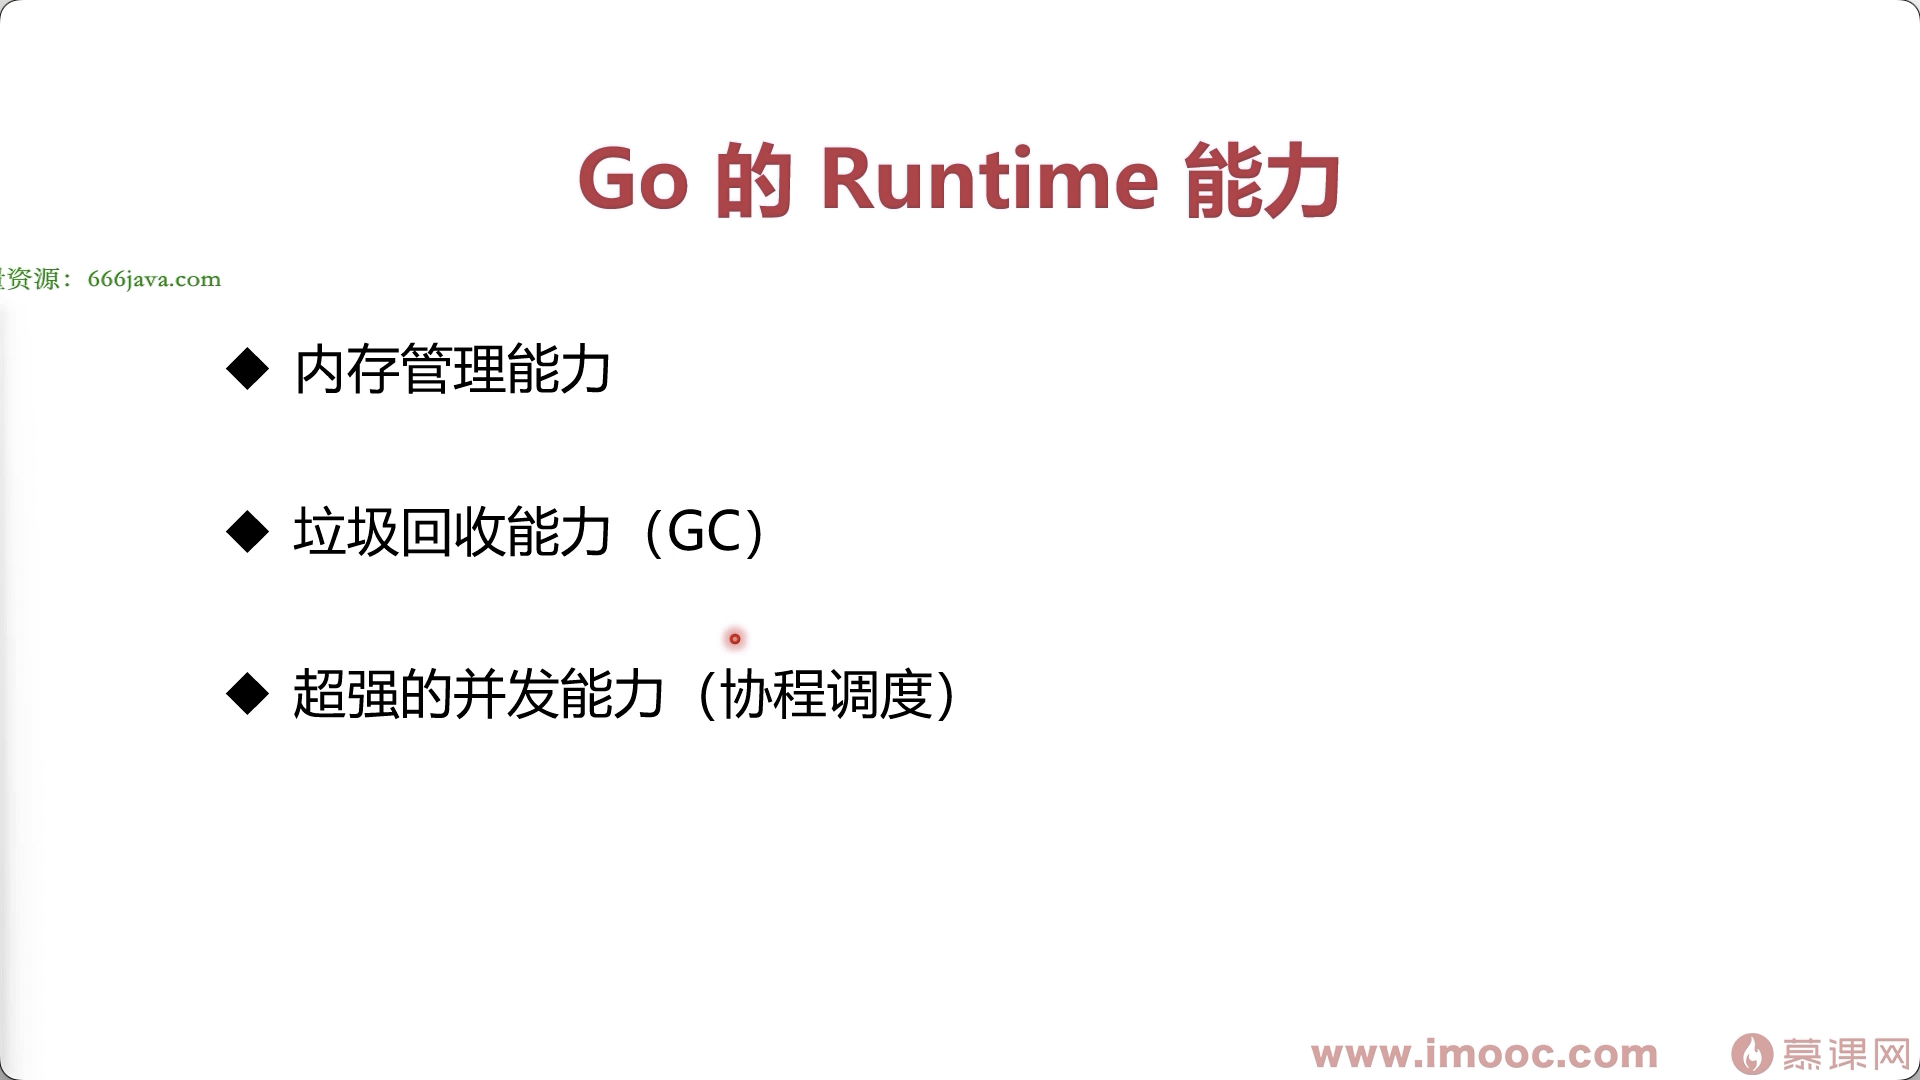 Go 的 Runtime 能力
资源：666java.com
◆ 内存管理能力
◆ 垃圾回收能力（GC）
◆ 超强的并发能力（协程调度）
www.imooc.com 慕课网